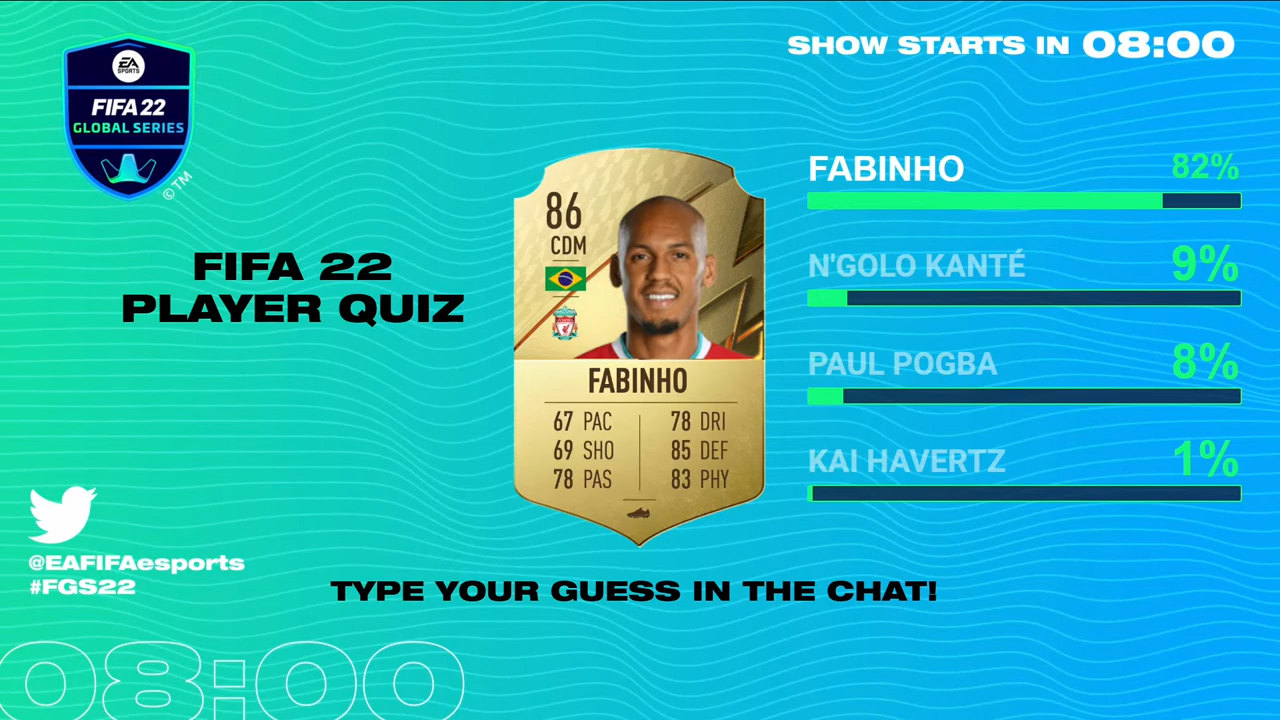 SHOW STARTS IN 08:00
EA
SPORTS
FIFA 22
GLOBAL SERIES
© TM
FIFA 22
PLAYER QUIZ
86
CDM
FABINHO
67 PAC 78 DRI
69 SHO 85 DEF
78 PAS 83 PHY
FABINHO 82%
N'GOLO KANTÉ 9%
PAUL POGBA 8%
KAI HAVERTZ 1%
@EAFIFAesports
#FGS22
TYPE YOUR GUESS IN THE CHAT!
08:00